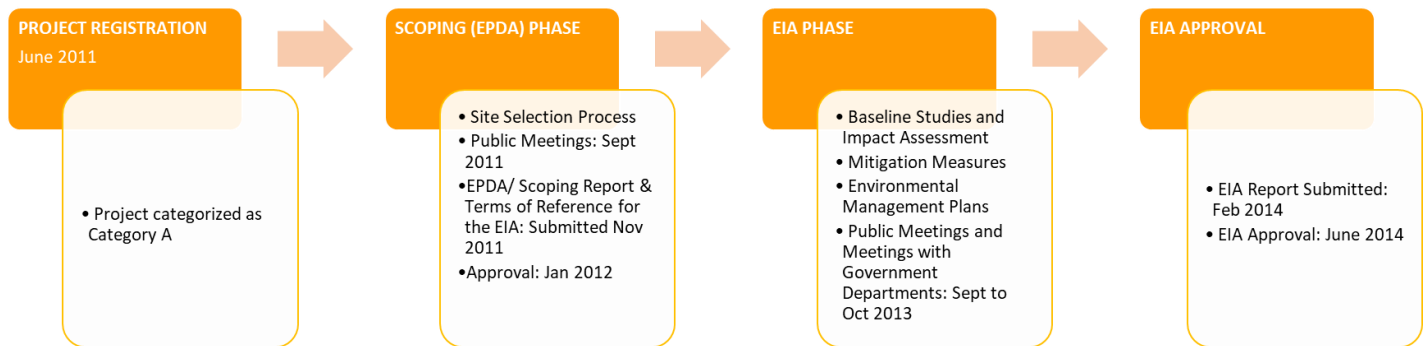 PROJECT REGISTRATION
June 2011
• Project categorized as
Category A
SCOPING (EPDA) PHASE
• Site Selection Process
• Public Meetings: Sept
2011
•EPDA/ Scoping Report &
Terms of Reference for
the EIA: Submitted Nov
2011
•Approval: Jan 2012
EIA PHASE
• Baseline Studies and
Impact Assessment
• Mitigation Measures
• Environmental
Management Plans
• Public Meetings and
Meetings with
Government
Departments: Sept to
Oct 2013
EIA APPROVAL
• EIA Report Submitted:
Feb 2014
• EIA Approval: June 2014